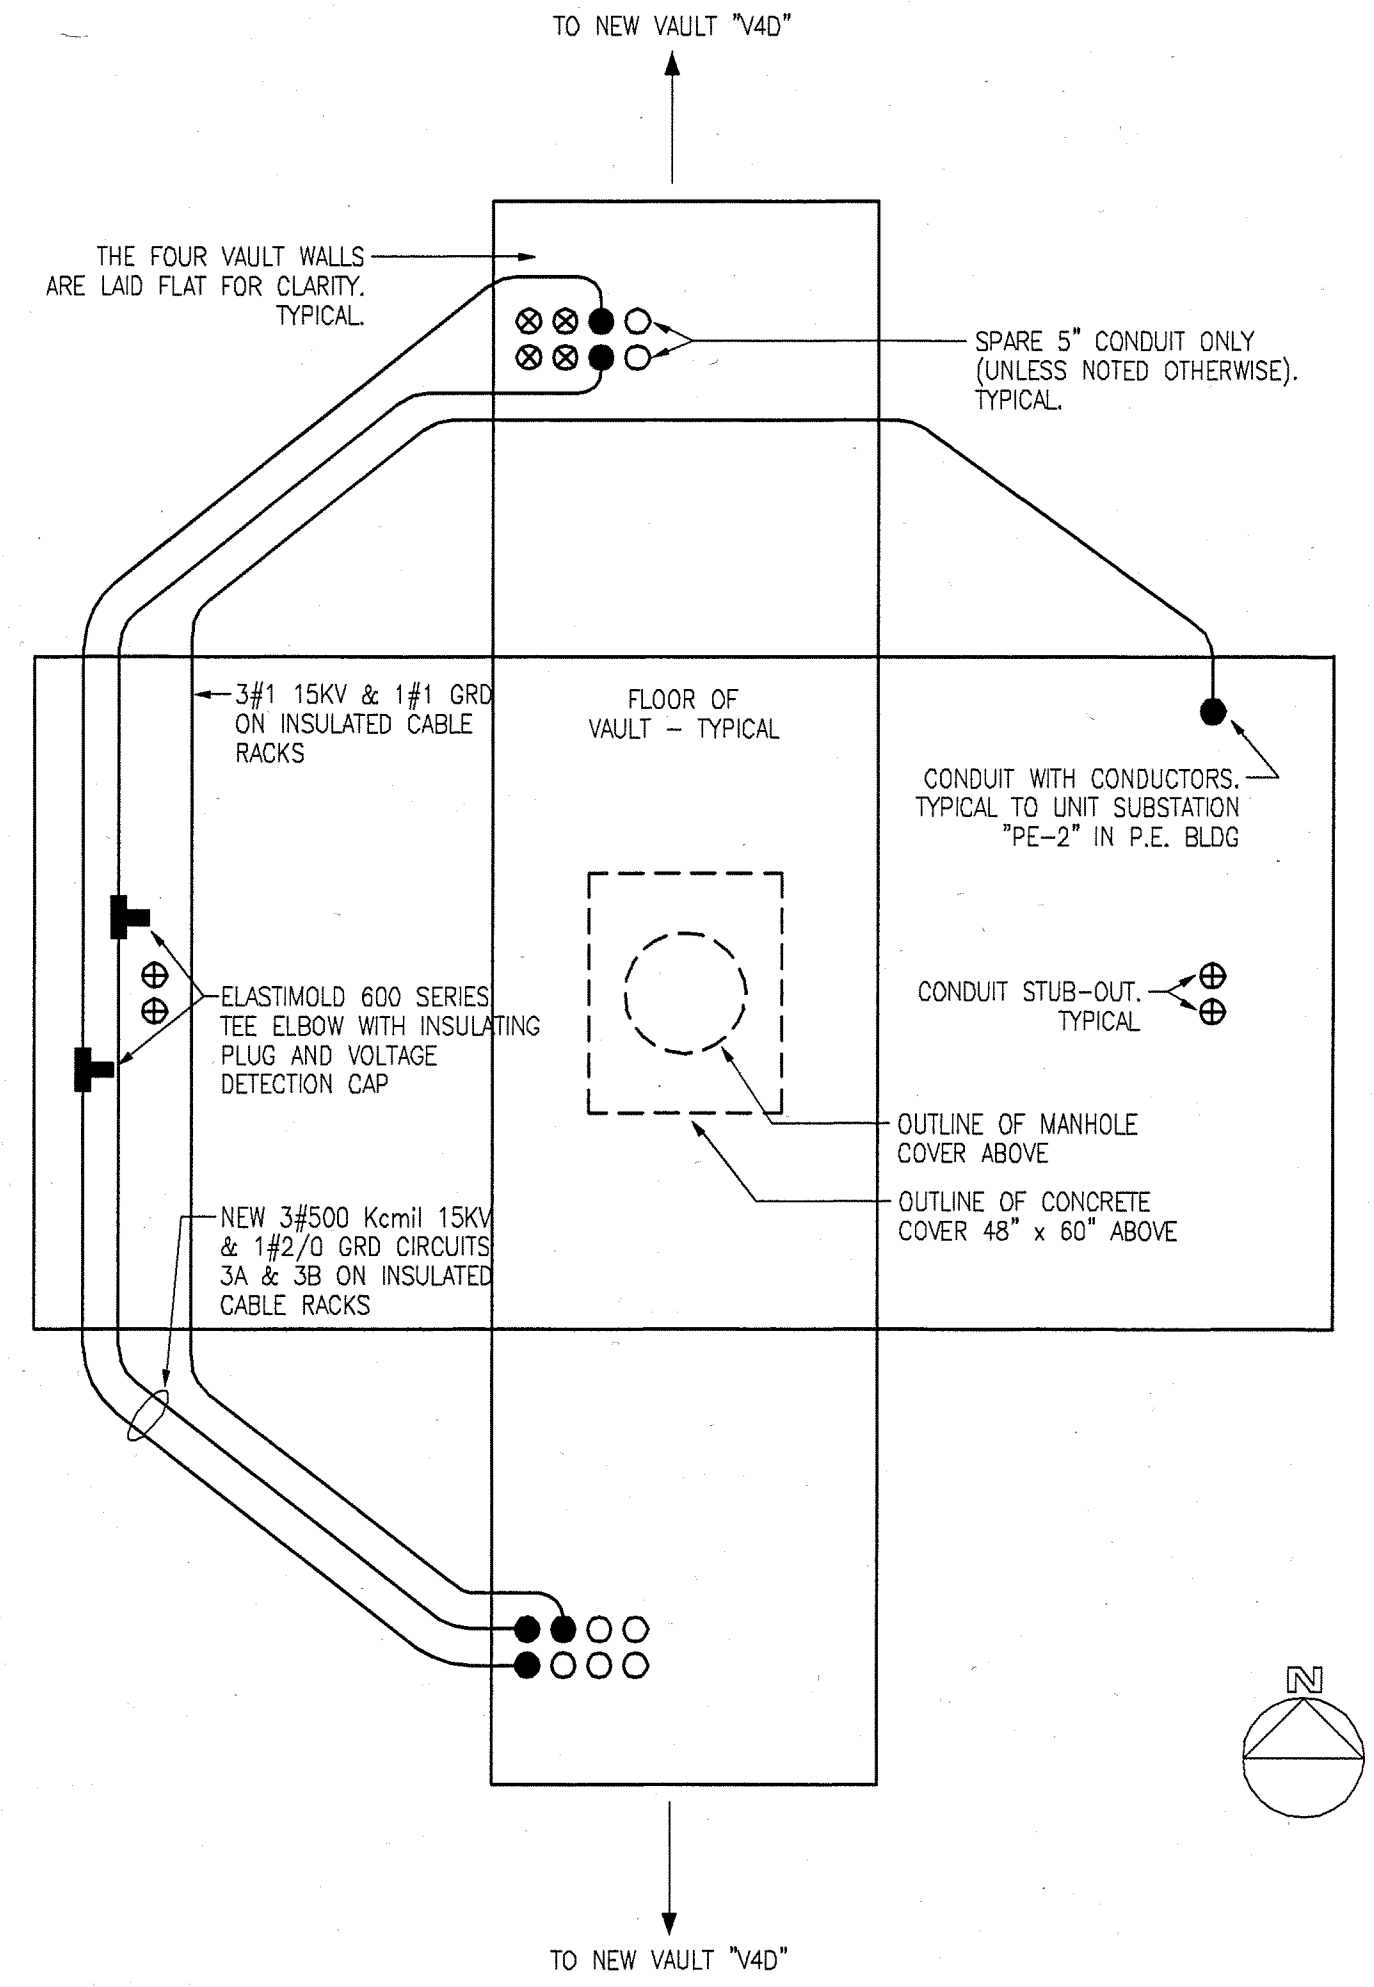 TO NEW VAULT "V4D"
THE FOUR VAULT WALLS
ARE LAID FLAT FOR CLARITY.
TYPICAL.
SPARE 5" CONDUIT ONLY
(UNLESS NOTED OTHERWISE).
TYPICAL.
3#1 15KV & 1#1 GRD
ON INSULATED CABLE
RACKS
FLOOR OF
VAULT - TYPICAL
CONDUIT WITH CONDUCTORS.
TYPICAL TO UNIT SUBSTATION
"PE-2" IN P.E. BLDG
ELASTIMOLD 600 SERIES
TEE ELBOW WITH INSULATING
PLUG AND VOLTAGE
DETECTION CAP
CONDUIT STUB-OUT.
TYPICAL
OUTLINE OF MANHOLE
COVER ABOVE
OUTLINE OF CONCRETE
COVER 48" x 60" ABOVE
NEW 3#500 Kcmil 15KV
& 1#2/0 GRD CIRCUITS
3A & 3B ON INSULATED
CABLE RACKS
N
TO NEW VAULT "V4D"